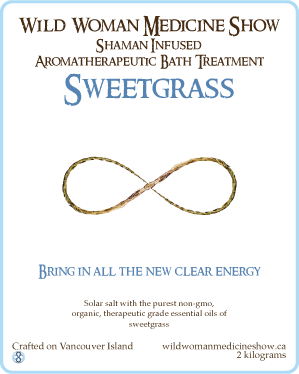 Wild Woman Medicine Show
Shaman Infused
Aromatherapeutic Bath Treatment
Sweetgrass
Bring in all the new clear energy
Solar salt with the purest non-gmo,
organic, therapeutic grade essential oils of
sweetgrass
Crafted on Vancouver Island
wildwomanmedicineshow.ca
2 kilograms